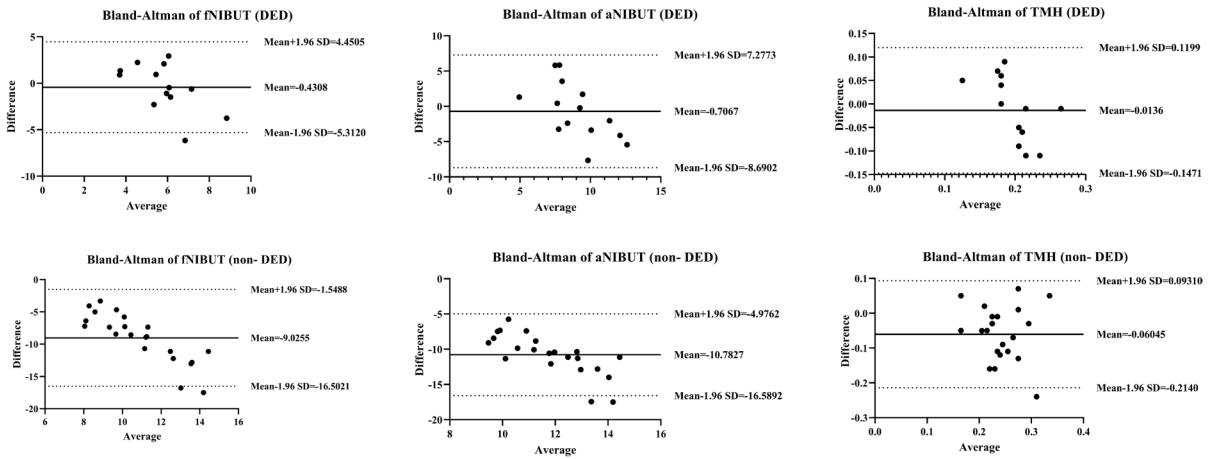 Bland-Altman of fNIBUT (DED)
5
0
-5
-10
Difference
0
2
4
6
8
10
Average
Mean+1.96 SD=4.4505
Mean=-0.4308
Mean-1.96 SD=-5.3120
Bland-Altman of aNIBUT (DED)
10
5
0
-5
-10
Difference
0
5
10
15
Average
Mean+1.96 SD=7.2773
Mean=-0.7067
Mean-1.96 SD=-8.6902
Bland-Altman of TMH (DED)
0.15
0.10
0.05
0.00
-0.05
-0.10
-0.15
Difference
0.0
0.1
0.2
0.3
Average
Mean+1.96 SD=0.1199
Mean=-0.0136
Mean-1.96 SD=-0.1471
Bland-Altman of fNIBUT (non- DED)
0
-5
-10
-15
-20
Difference
6
8
10
12
14
16
Average
Mean+1.96 SD=-1.5488
Mean=-9.0255
Mean-1.96 SD=-16.5021
Bland-Altman of aNIBUT (non- DED)
0
-5
-10
-15
-20
Difference
8
10
12
14
16
Average
Mean+1.96 SD=-4.9762
Mean=-10.7827
Mean-1.96 SD=-16.5892
Bland-Altman of TMH (non- DED)
0.1
0.0
-0.1
-0.2
-0.3
Difference
0.0
0.1
0.2
0.3
0.4
Average
Mean+1.96 SD=0.09310
Mean=-0.06045
Mean-1.96 SD=-0.2140